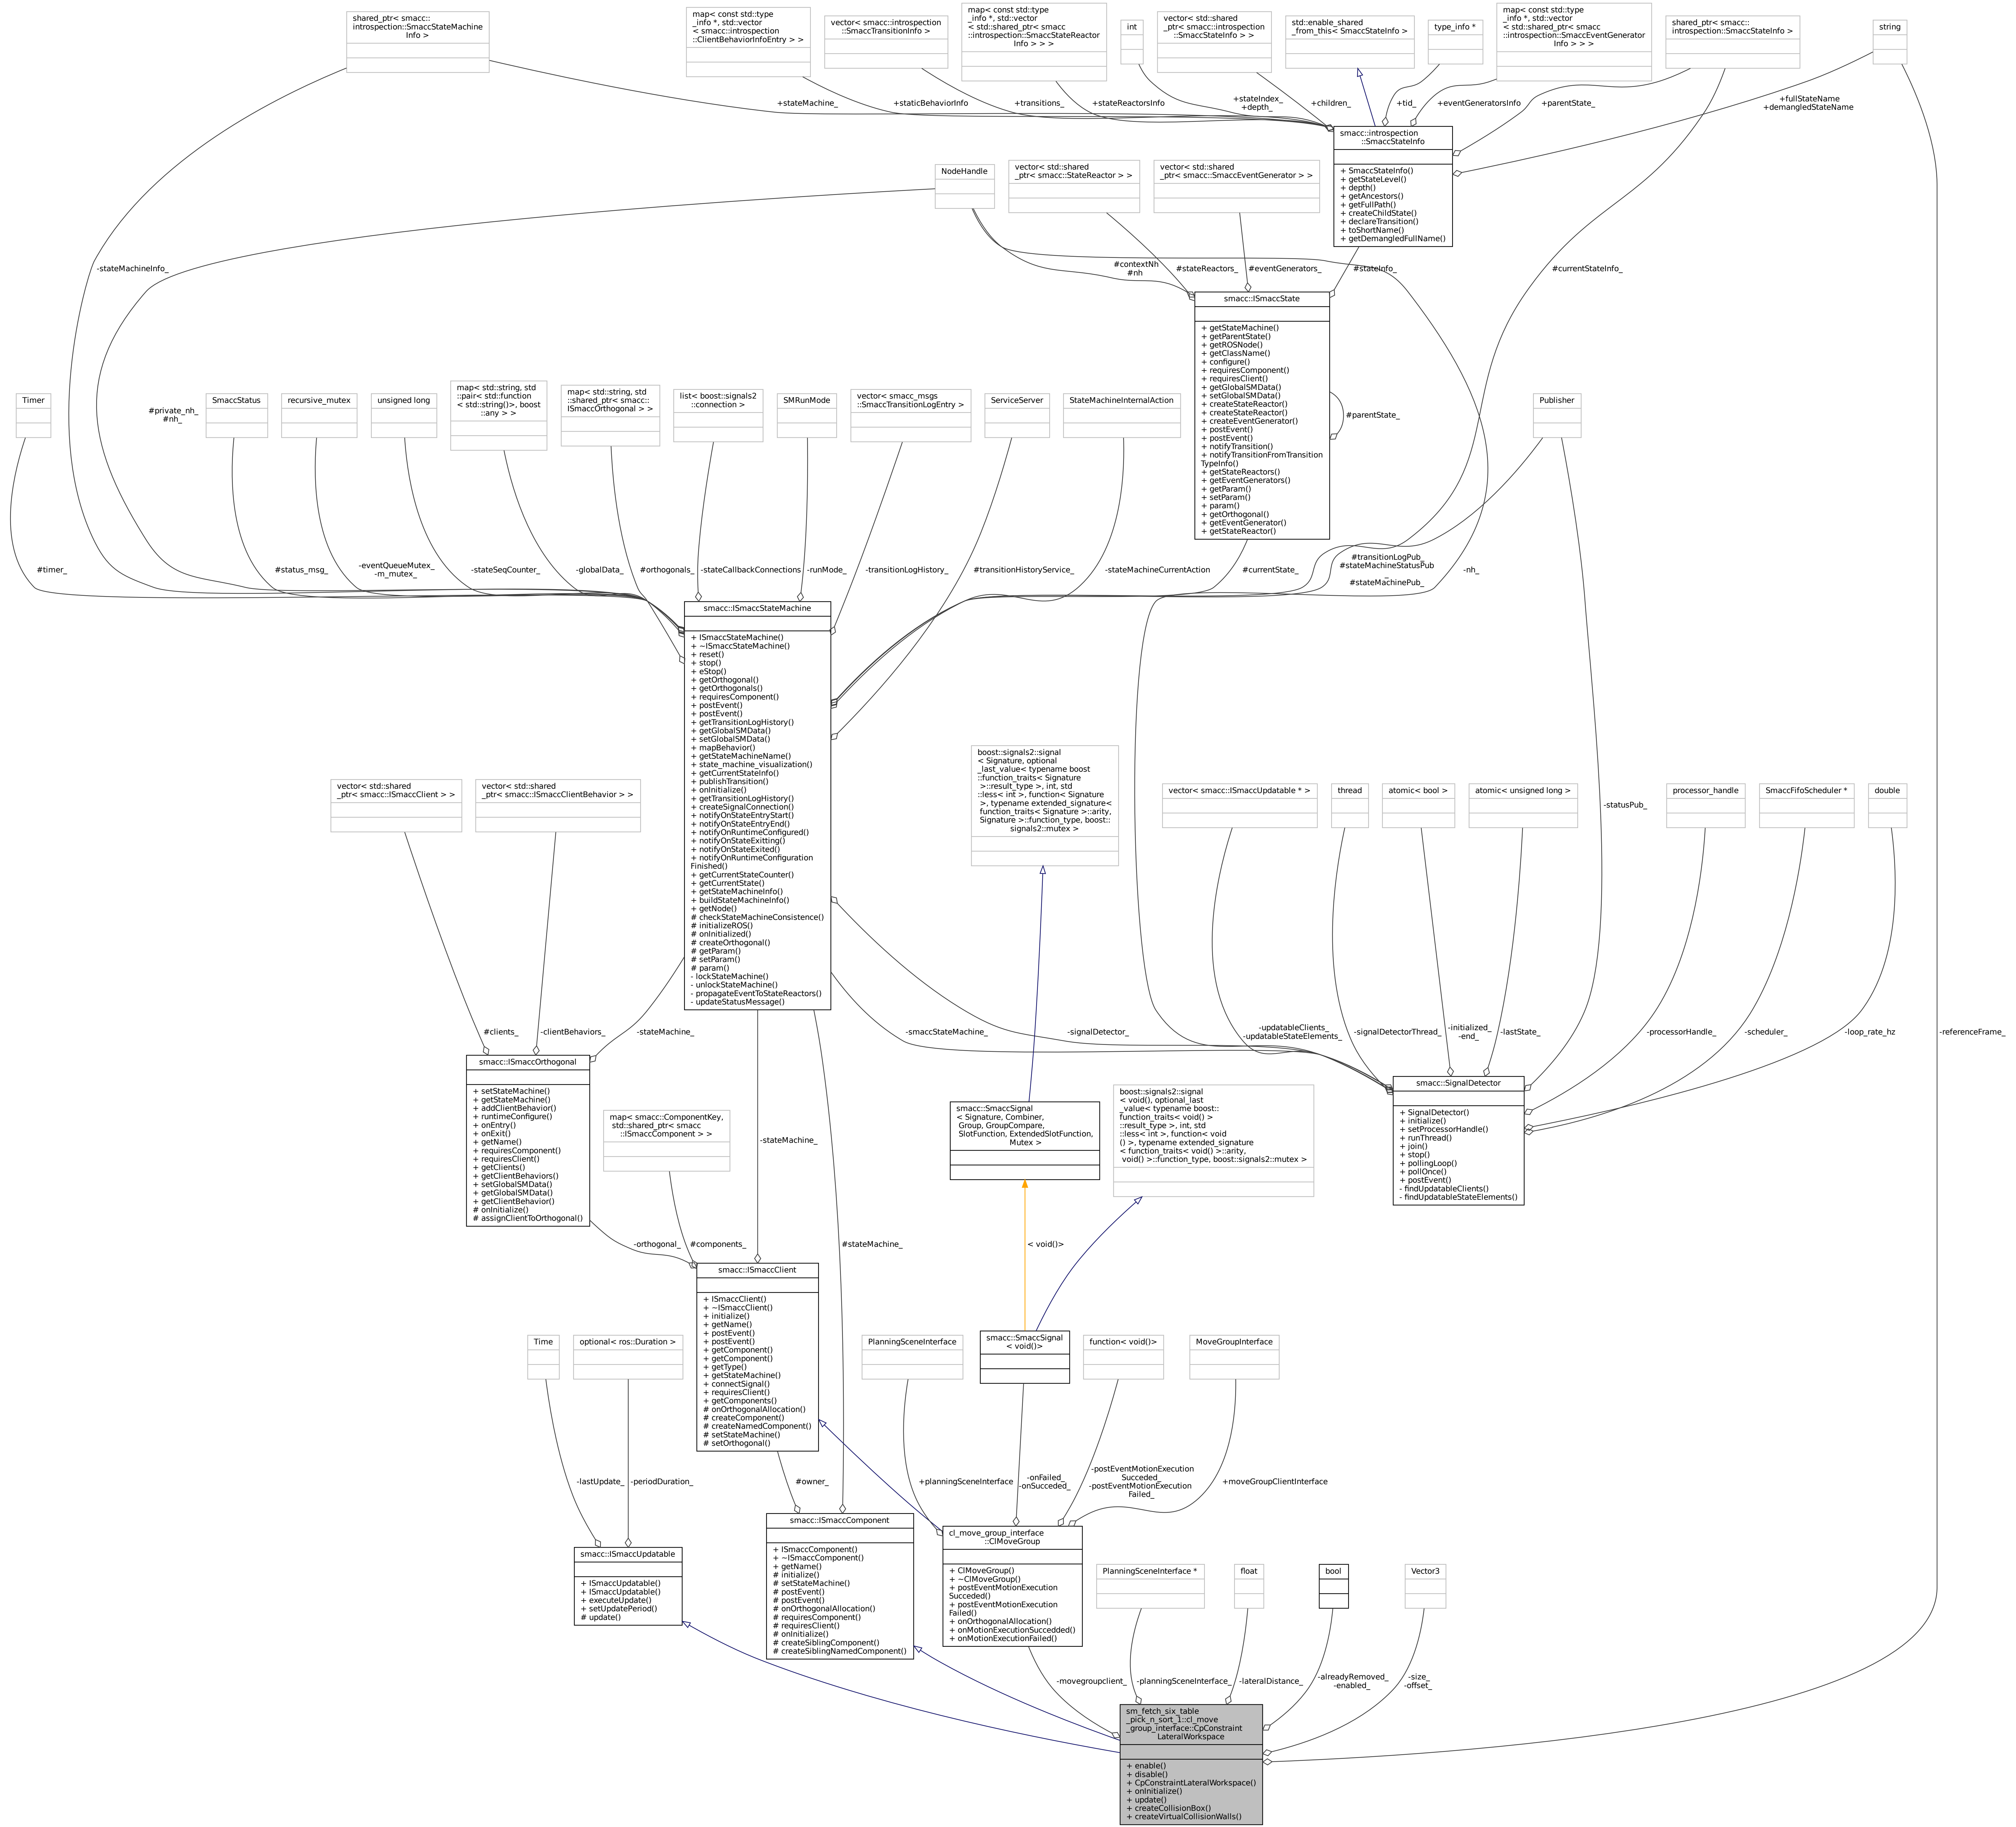 shared_ptr< smacc::
introspection::SmaccStateMachine
Info >
map< const std::type
_info *, std::vector
< smacc::introspection
::ClientBehaviorInfoEntry > >
vector< smacc::introspection
::SmaccTransitionInfo >
map< const std::type
_info *, std::vector
< std::shared_ptr< smacc
::introspection::SmaccStateReactor
Info > > >
int
vector< std::shared
_ptr< smacc::introspection
::SmaccStateInfo > >
std::enable_shared
_from_this< SmaccStateInfo >
type_info *
map< const std::type
_info *, std::vector
< std::shared_ptr< smacc
::introspection::SmaccEventGenerator
Info > > >
shared_ptr< smacc::
introspection::SmaccStateInfo >
string
+stateMachine_
+staticBehaviorInfo
+transitions_
+stateReactorsInfo
+stateIndex_
+depth_
+children_
+tid_
+eventGeneratorsInfo
+parentState_
+fullStateName
+demangledStateName
smacc::introspection
::SmaccStateInfo
+ SmaccStateInfo()
+ getStateLevel()
+ depth()
+ getAncestors()
+ getFullPath()
+ createChildState()
+ declareTransition()
+ toShortName()
+ getDemangledFullName()
NodeHandle
vector< std::shared
_ptr< smacc::StateReactor > >
vector< std::shared
_ptr< smacc::SmaccEventGenerator > >
-stateMachineInfo_
#contextNh
#nh
#stateReactors_
#eventGenerators_
#stateInfo_
#currentStateInfo_
smacc::ISmaccState
+ getStateMachine()
+ getParentState()
+ getROSNode()
+ getClassName()
+ configure()
+ requiresComponent()
+ requiresClient()
+ getGlobalSMData()
+ setGlobalSMData()
+ createStateReactor()
+ createStateReactor()
+ createEventGenerator()
+ postEvent()
+ postEvent()
+ notifyTransition()
+ notifyTransitionFromTransition
TypeInfo()
+ getStateReactors()
+ getEventGenerators()
+ getParam()
+ setParam()
+ param()
+ getOrthogonal()
+ getEventGenerator()
+ getStateReactor()
#parentState_
Timer
#private_nh_
#nh_
SmaccStatus
recursive_mutex
unsigned long
map< std::string, std
::pair< std::function
< std::string()>, boost
::any > >
map< std::string, std
::shared_ptr< smacc::
ISmaccOrthogonal > >
list< boost::signals2
::connection >
SMRunMode
vector< smacc_msgs
::SmaccTransitionLogEntry >
ServiceServer
StateMachineInternalAction
Publisher
#timer_
#status_msg_
-eventQueueMutex_
-m_mutex_
-stateSeqCounter_
-globalData_
#orthogonals_
-stateCallbackConnections
-runMode_
-transitionLogHistory_
#transitionHistoryService_
-stateMachineCurrentAction
#currentState_
#transitionLogPub_
#stateMachineStatusPub
_
#stateMachinePub_
-nh_
smacc::ISmaccStateMachine
+ ISmaccStateMachine()
+ ~ISmaccStateMachine()
+ reset()
+ stop()
+ eStop()
+ getOrthogonal()
+ getOrthogonals()
+ requiresComponent()
+ postEvent()
+ postEvent()
+ getTransitionLogHistory()
+ getGlobalSMData()
+ setGlobalSMData()
+ mapBehavior()
+ getStateMachineName()
+ state_machine_visualization()
+ getCurrentStateInfo()
+ publishTransition()
+ onInitialize()
+ getTransitionLogHistory()
+ createSignalConnection()
+ notifyOnStateEntryStart()
+ notifyOnStateEntryEnd()
+ notifyOnRuntimeConfigured()
+ notifyOnStateExitting()
+ notifyOnStateExited()
+ notifyOnRuntimeConfiguration
Finished()
+ getCurrentStateCounter()
+ getCurrentState()
+ getStateMachineInfo()
+ buildStateMachineInfo()
+ getNode()
# checkStateMachineConsistence()
# initializeROS()
# onInitialized()
# createOrthogonal()
# getParam()
# setParam()
# param()
- lockStateMachine()
- unlockStateMachine()
- propagateEventToStateReactors()
- updateStatusMessage()
boost::signals2::signal
< Signature, optional
_last_value< typename boost
::function_traits< Signature
>::result_type >, int, std
::less< int >, function< Signature
>, typename extended_signature<
function_traits< Signature >::arity,
Signature >::function_type, boost::
signals2::mutex >
vector< std::shared
_ptr< smacc::ISmaccClient > >
vector< std::shared
_ptr< smacc::ISmaccClientBehavior > >
vector< smacc::ISmaccUpdatable * >
thread
atomic< bool >
atomic< unsigned long >
-statusPub_
processor_handle
SmaccFifoScheduler *
double
#clients_
-clientBehaviors_
-stateMachine_
-smaccStateMachine_
-signalDetector_
-updatableClients_
-updatableStateElements_
-signalDetectorThread_
-initialized_
-end_
-lastState_
-processorHandle_
-scheduler_
-loop_rate_hz
-referenceFrame_
smacc::ISmaccOrthogonal
+ setStateMachine()
+ getStateMachine()
+ addClientBehavior()
+ runtimeConfigure()
+ onEntry()
+ onExit()
+ getName()
+ requiresComponent()
+ requiresClient()
+ getClients()
+ getClientBehaviors()
+ setGlobalSMData()
+ getGlobalSMData()
+ getClientBehavior()
# onInitialize()
# assignClientToOrthogonal()
map< smacc::ComponentKey,
std::shared_ptr< smacc
::ISmaccComponent > >
-stateMachine_
smacc::SmaccSignal
< Signature, Combiner,
Group, GroupCompare,
SlotFunction, ExtendedSlotFunction,
Mutex >
boost::signals2::signal
< void(), optional_last
_value< typename boost::
function_traits< void() >
::result_type >, int, std
::less< int >, function< void
() >, typename extended_signature
< function_traits< void() >::arity,
void() >::function_type, boost::signals2::mutex >
smacc::SignalDetector
+ SignalDetector()
+ initialize()
+ setProcessorHandle()
+ runThread()
+ join()
+ stop()
+ pollingLoop()
+ pollOnce()
+ postEvent()
- findUpdatableClients()
- findUpdatableStateElements()
-orthogonal_
#components_
#stateMachine_
< void()>
smacc::ISmaccClient
+ ISmaccClient()
+ ~ISmaccClient()
+ initialize()
+ getName()
+ postEvent()
+ postEvent()
+ getComponent()
+ getComponent()
+ getType()
+ getStateMachine()
+ connectSignal()
+ requiresClient()
+ getComponents()
# onOrthogonalAllocation()
# createComponent()
# createNamedComponent()
# setStateMachine()
# setOrthogonal()
Time
optional< ros::Duration >
PlanningSceneInterface
smacc::SmaccSignal
< void()>
function< void()>
MoveGroupInterface
-lastUpdate_
-periodDuration_
#owner_
+planningSceneInterface
-onFailed_
-onSucceded_
-postEventMotionExecution
Succeded_
-postEventMotionExecution
Failed_
+moveGroupClientInterface
smacc::ISmaccUpdatable
+ ISmaccUpdatable()
+ ISmaccUpdatable()
+ executeUpdate()
+ setUpdatePeriod()
# update()
smacc::ISmaccComponent
+ ISmaccComponent()
+ ~ISmaccComponent()
+ getName()
# initialize()
# setStateMachine()
# postEvent()
# postEvent()
# onOrthogonalAllocation()
# requiresComponent()
# requiresClient()
# onInitialize()
# createSiblingComponent()
# createSiblingNamedComponent()
cl_move_group_interface
::ClMoveGroup
+ ClMoveGroup()
+ ~ClMoveGroup()
+ postEventMotionExecution
Succeded()
+ postEventMotionExecution
Failed()
+ onOrthogonalAllocation()
+ onMotionExecutionSuccedded()
+ onMotionExecutionFailed()
PlanningSceneInterface *
float
bool
Vector3
-movegroupclient_
-planningSceneInterface_
-lateralDistance_
-alreadyRemoved_
-enabled_
-size_
-offset_
sm_fetch_six_table
_pick_n_sort_1::cl_move
_group_interface::CpConstraint
LateralWorkspace
+ enable()
+ disable()
+ CpConstraintLateralWorkspace()
+ onInitialize()
+ update()
+ createCollisionBox()
+ createVirtualCollisionWalls()